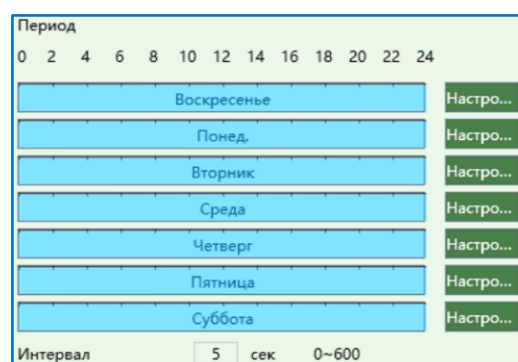 Период
0 2 4 6 8 10 12 14 16 18 20 22 24
Воскресенье Настро...
Понед. Настро...
Вторник Настро...
Среда Настро...
Четверг Настро...
Пятница Настро...
Суббота Настро...
Интервал 5 сек 0~600